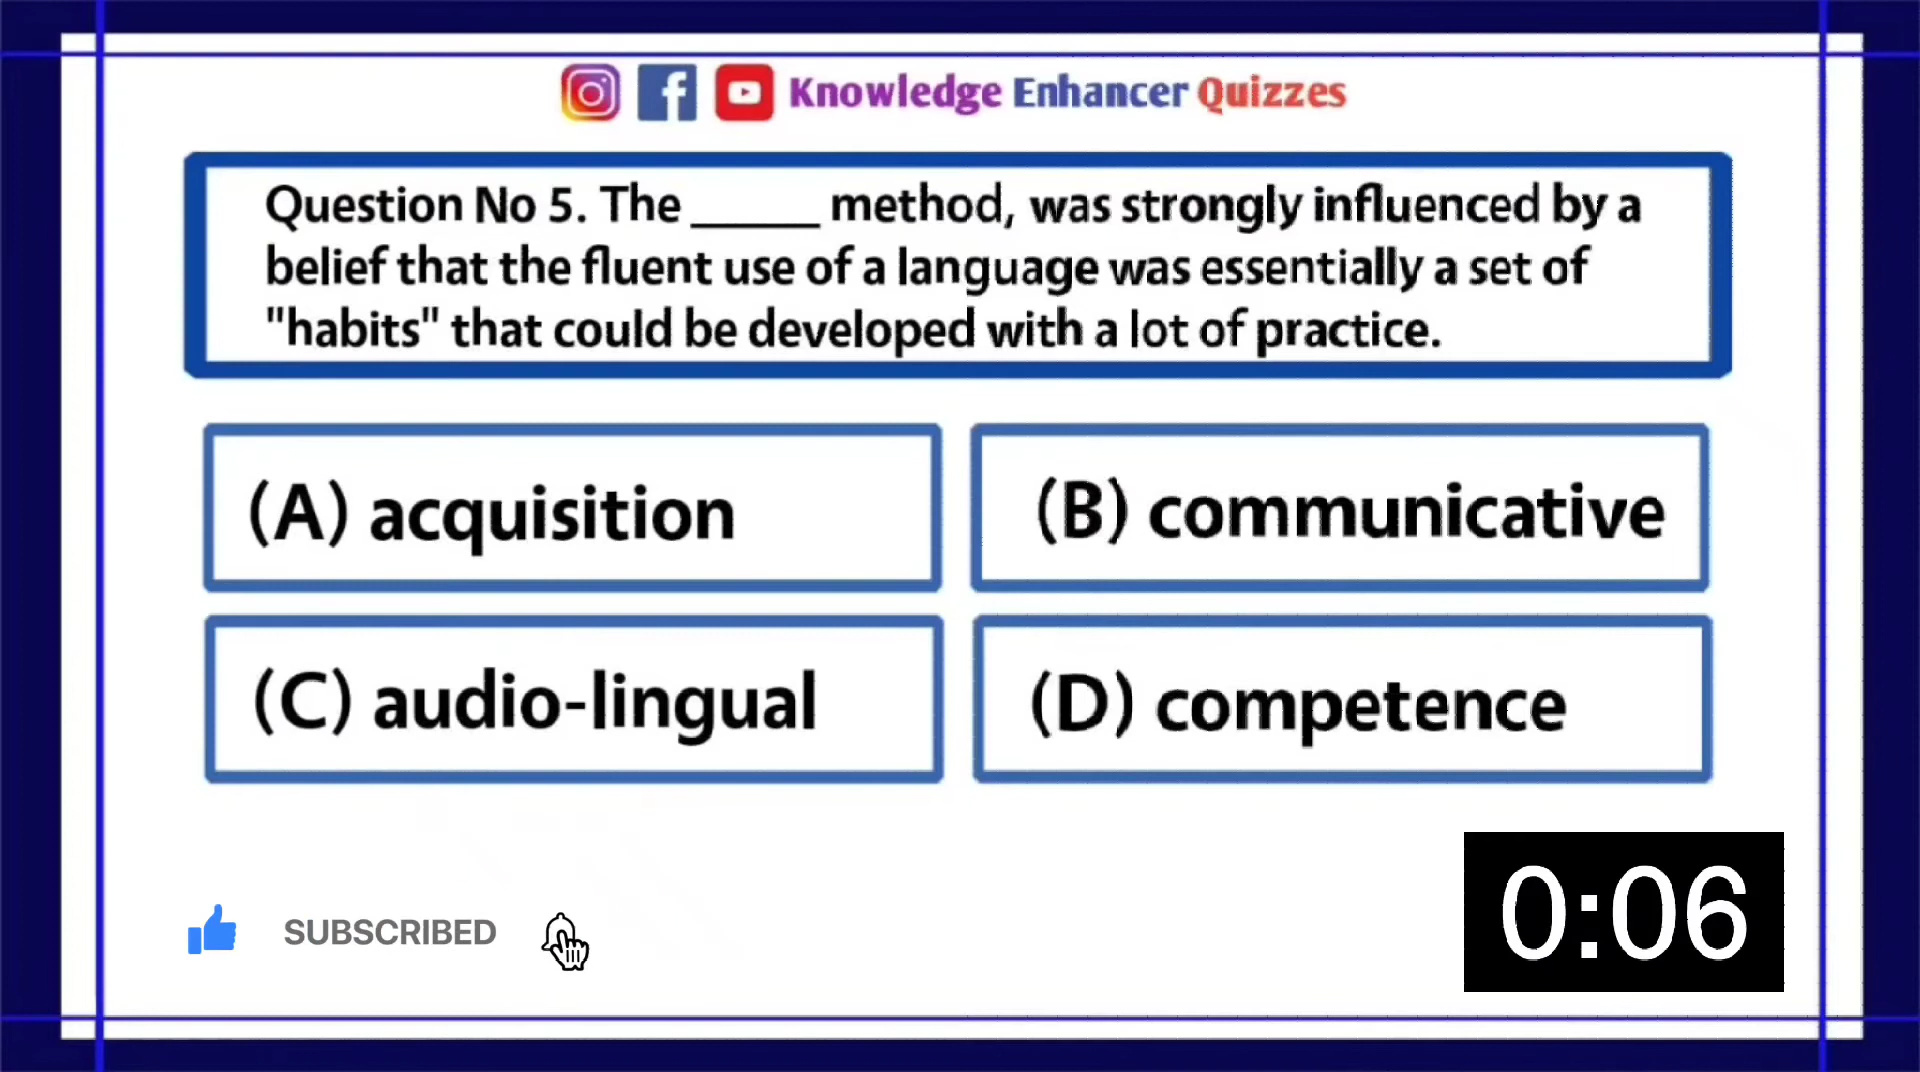 Knowledge Enhancer Quizzes
Question No 5. The _____ method, was strongly influenced by a
belief that the fluent use of a language was essentially a set of
"habits" that could be developed with a lot of practice.
(A) acquisition
(B) communicative
(C) audio-lingual
(D) competence
SUBSCRIBED
0:06